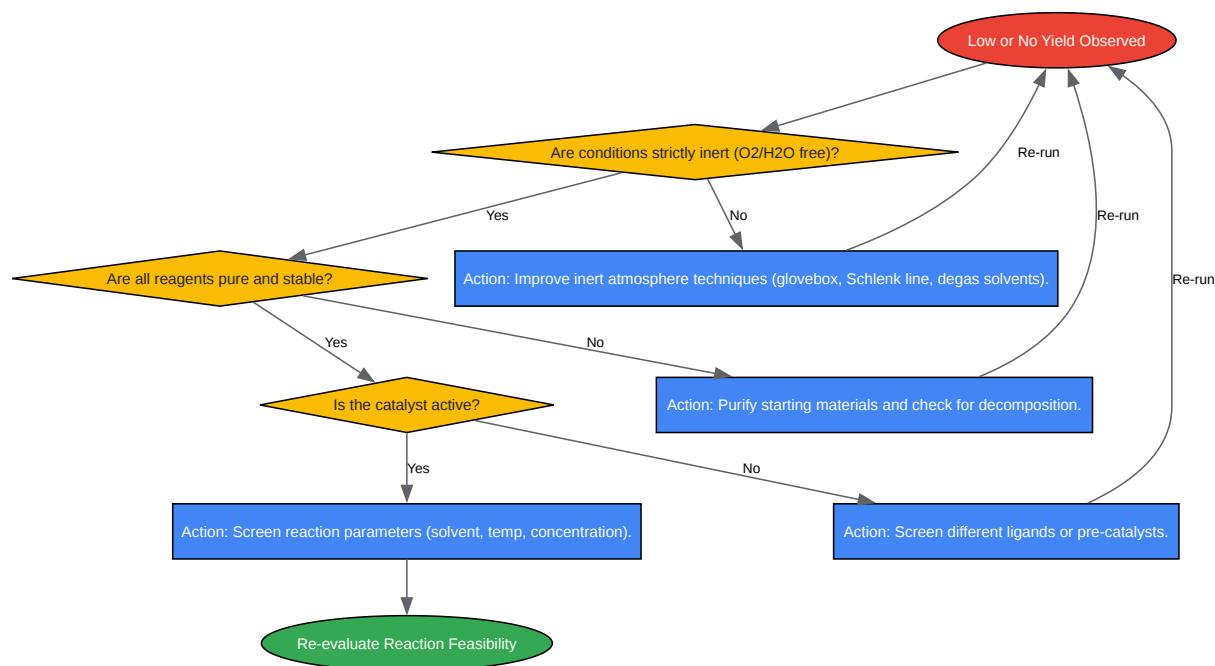 Low or No Yield Observed
Are conditions strictly inert (O2/H2O free)?
Re-run
Yes
No
Re-run
Are all reagents pure and stable?
Action: Improve inert atmosphere techniques (glovebox, Schlenk line, degas solvents).
Re-run
Yes
No
Is the catalyst active?
Action: Purify starting materials and check for decomposition.
Yes
No
Action: Screen reaction parameters (solvent, temp, concentration).
Action: Screen different ligands or pre-catalysts.
Re-evaluate Reaction Feasibility